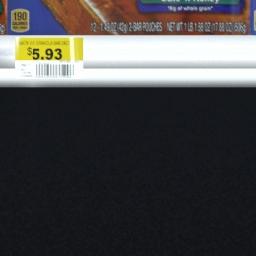 190
CALORIES
Oats 'n Honey
*8g of whole grain*
12 - 1.49 OZ (42g) 2-BAR POUCHES NET WT 1 LB 1.88 OZ (17.88 OZ) (506g)
$5.93